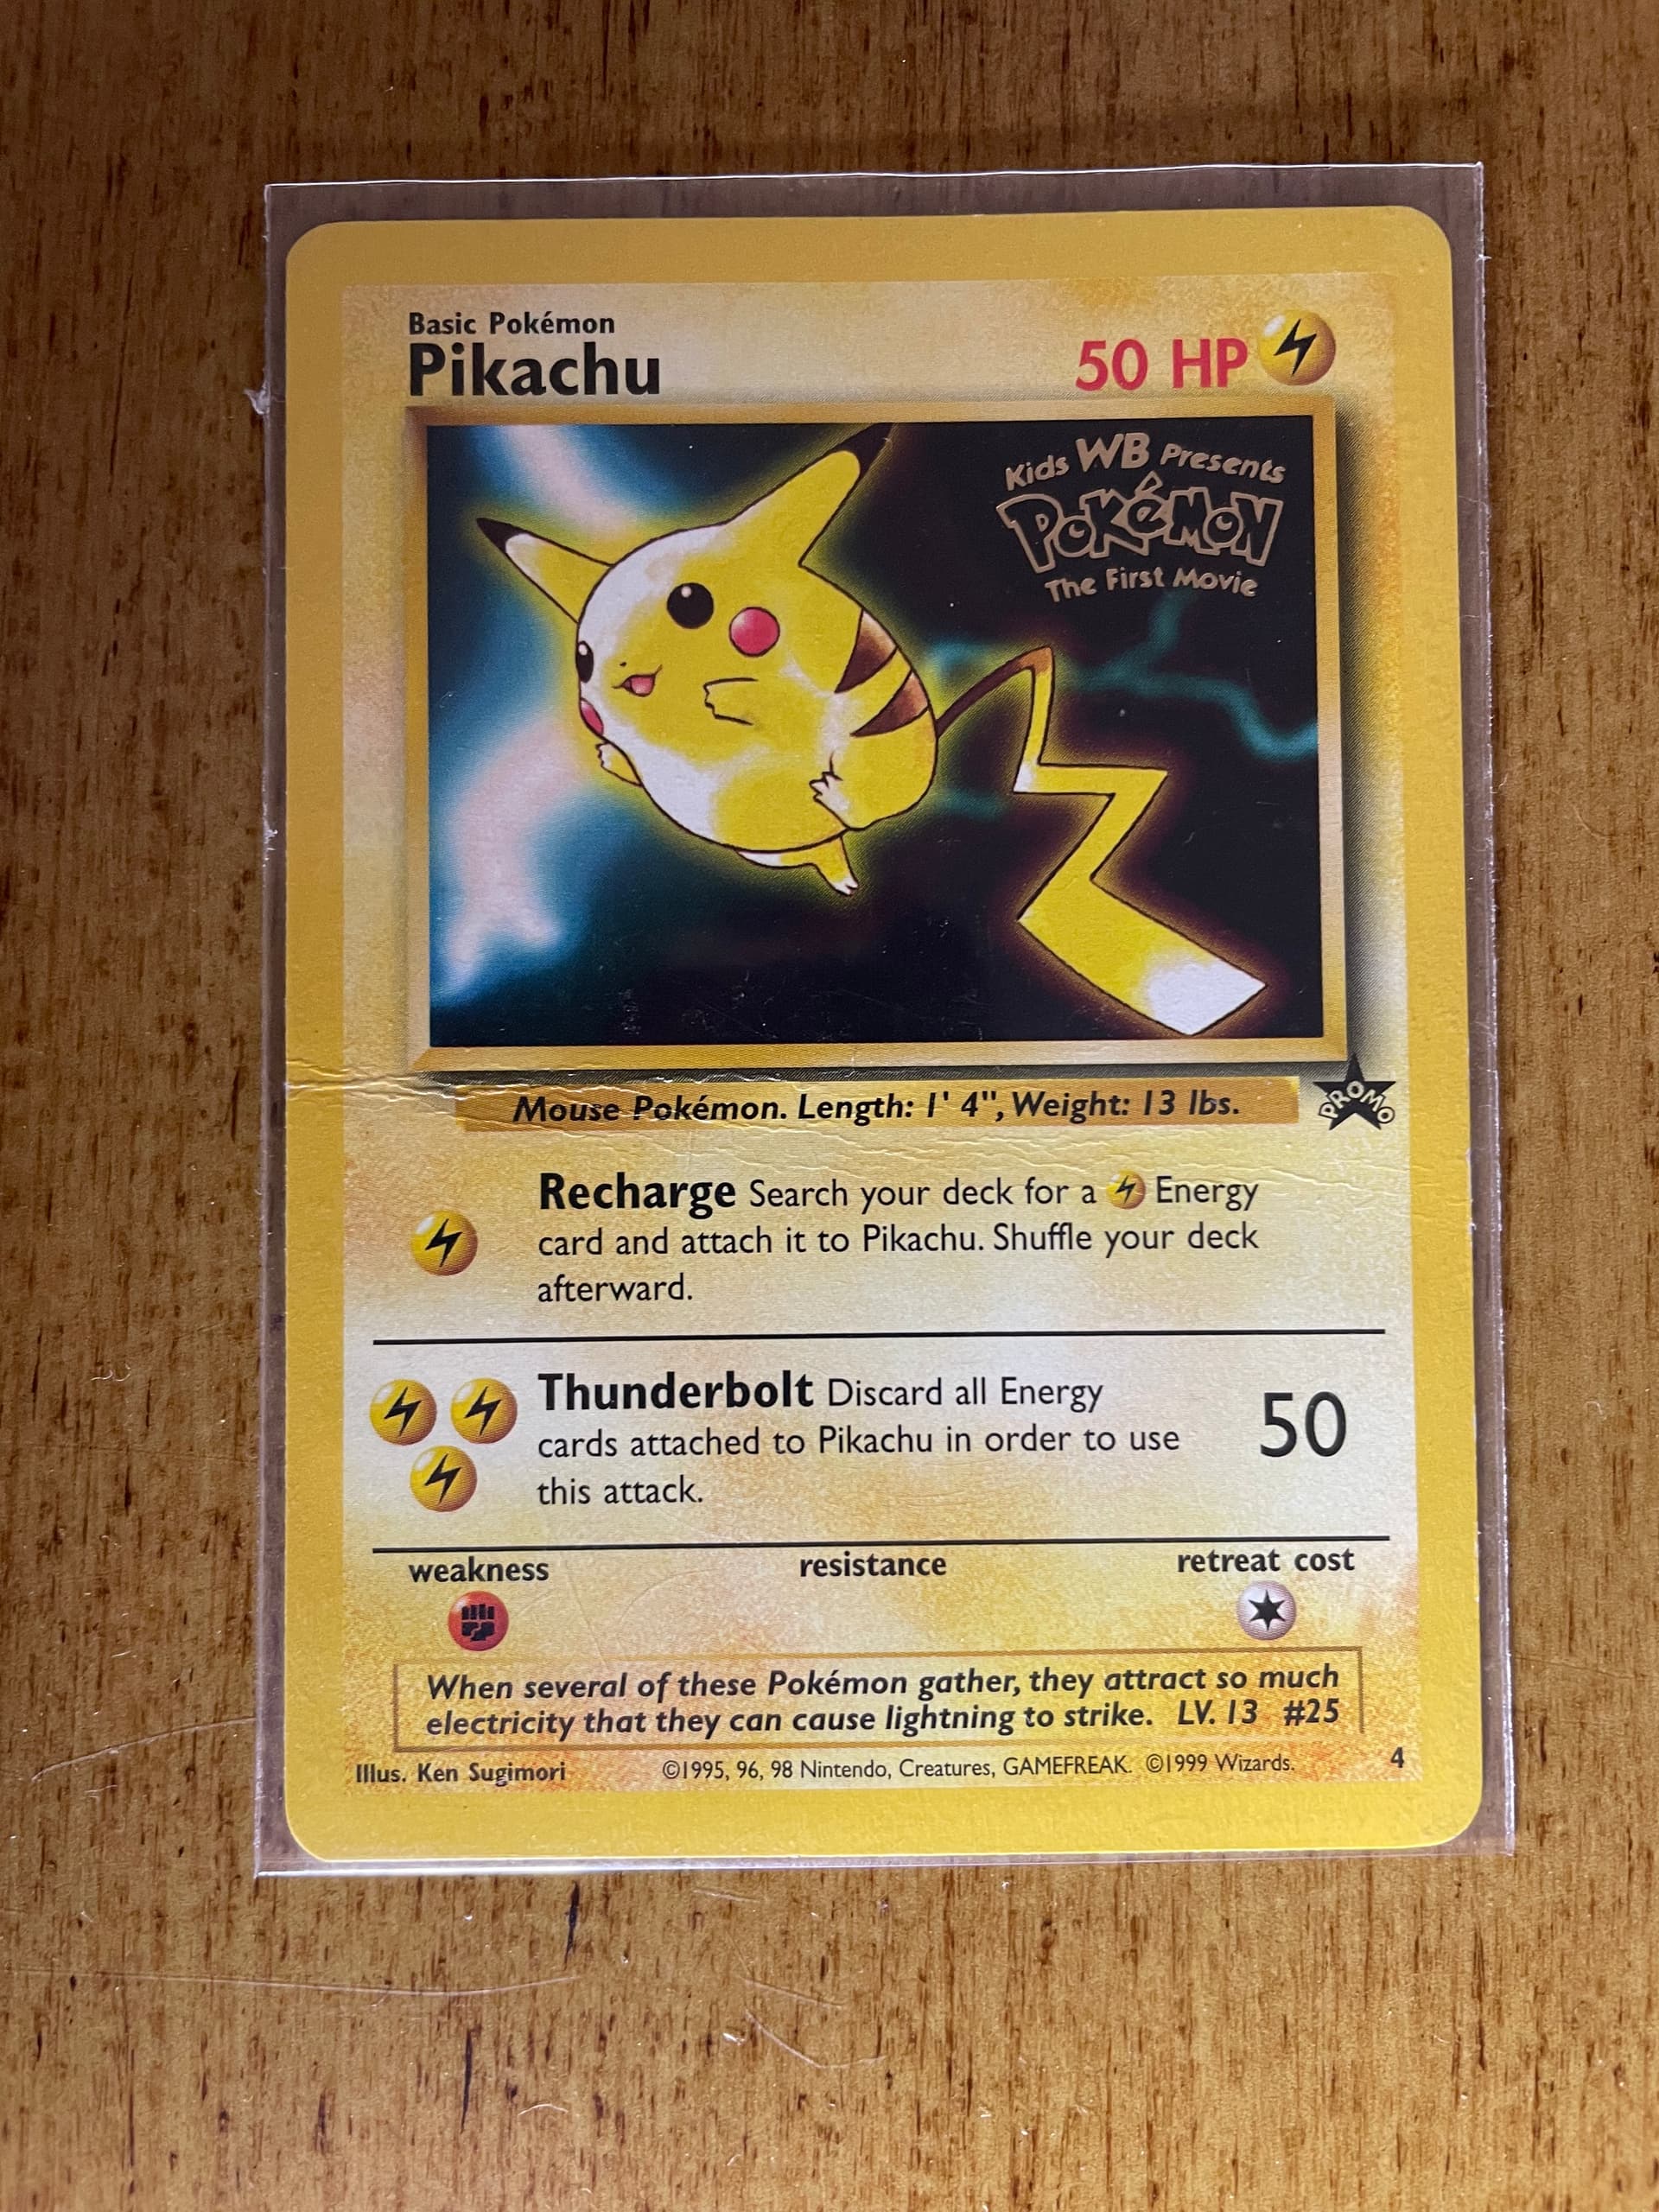 Basic Pokémon
Pikachu
50 HP
Kids WB Presents
POKéMON
The First Movie
Mouse Pokémon. Length: 1' 4", Weight: 13 lbs.
PROMO
Recharge Search your deck for a Energy
card and attach it to Pikachu. Shuffle your deck
afterward.
Thunderbolt Discard all Energy
cards attached to Pikachu in order to use
this attack.
50
weakness resistance retreat cost
When several of these Pokémon gather, they attract so much
electricity that they can cause lightning to strike. LV. 13 #25
Illus. Ken Sugimori ©1995, 96, 98 Nintendo, Creatures, GAMEFREAK. ©1999 Wizards. 4